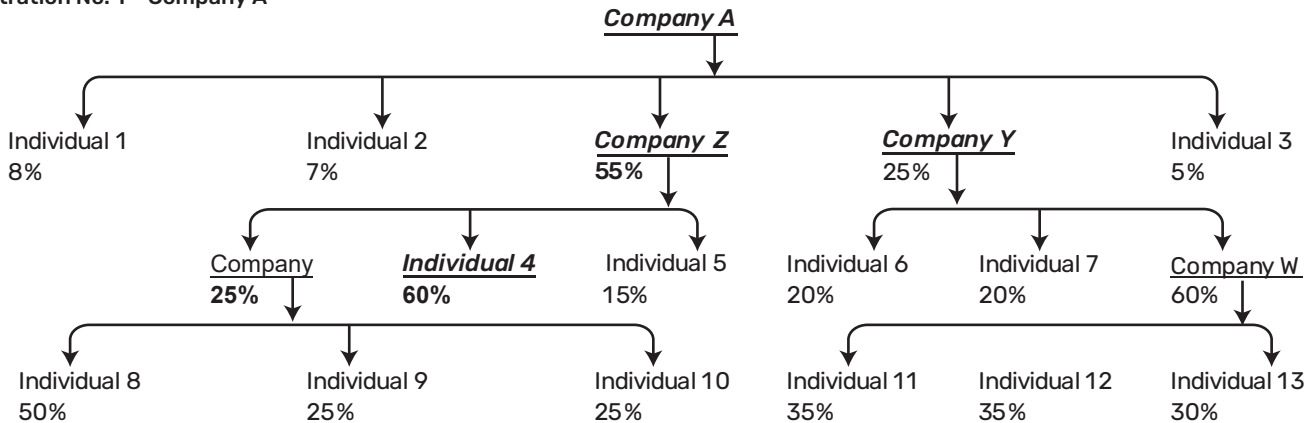 Company A
Individual 1 Individual 2 Company Z Company Y Individual 3
8% 7% 55% 25% 5%
Company Individual 4 Individual 5 Individual 6 Individual 7 Company W
25% 60% 15% 20% 20% 60%
Individual 8 Individual 9 Individual 10 Individual 11 Individual 12 Individual 13
50% 25% 25% 35% 35% 30%